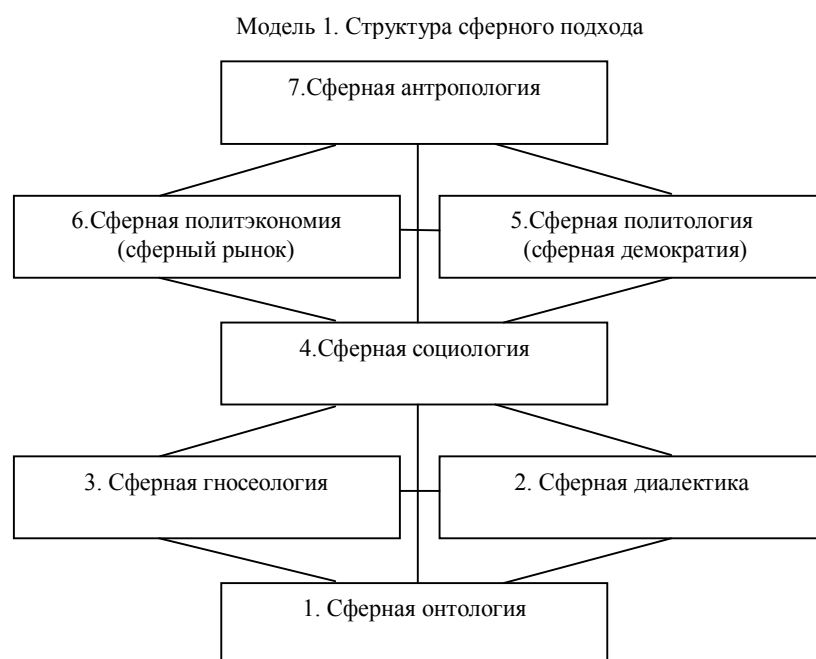 Модель 1. Структура сферного подхода
7.Сферная антропология
6.Сферная политэкономия
(сферный рынок)
5.Сферная политология
(сферная демократия)
4.Сферная социология
3. Сферная гносеология
2. Сферная диалектика
1. Сферная онтология